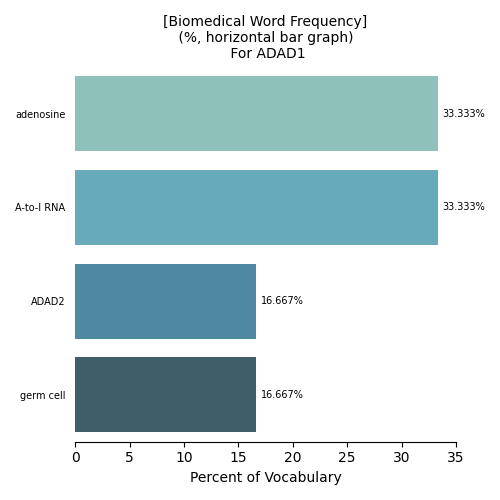 [Biomedical Word Frequency]
(%, horizontal bar graph)
For ADAD1
adenosine
33.333%
A-to-I RNA
33.333%
ADAD2
16.667%
germ cell
16.667%
0 5 10 15 20 25 30 35
Percent of Vocabulary